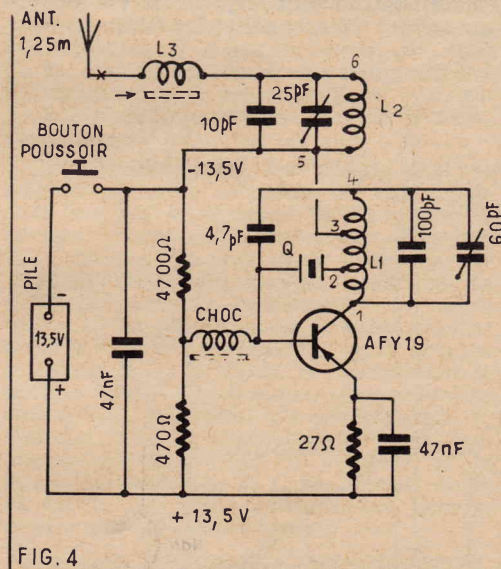 ANT.
1,25m
L3
6
25pF
10pF
L2
BOUTON
POUSSOIR
5
-13,5V
4
4,7pF
3
100pF
60pF
Q
2
L1
4700Ω
PILE
-
13,5V
+
CHOC
1
AFY19
47nF
470Ω
27Ω
47nF
+ 13,5V
FIG. 4